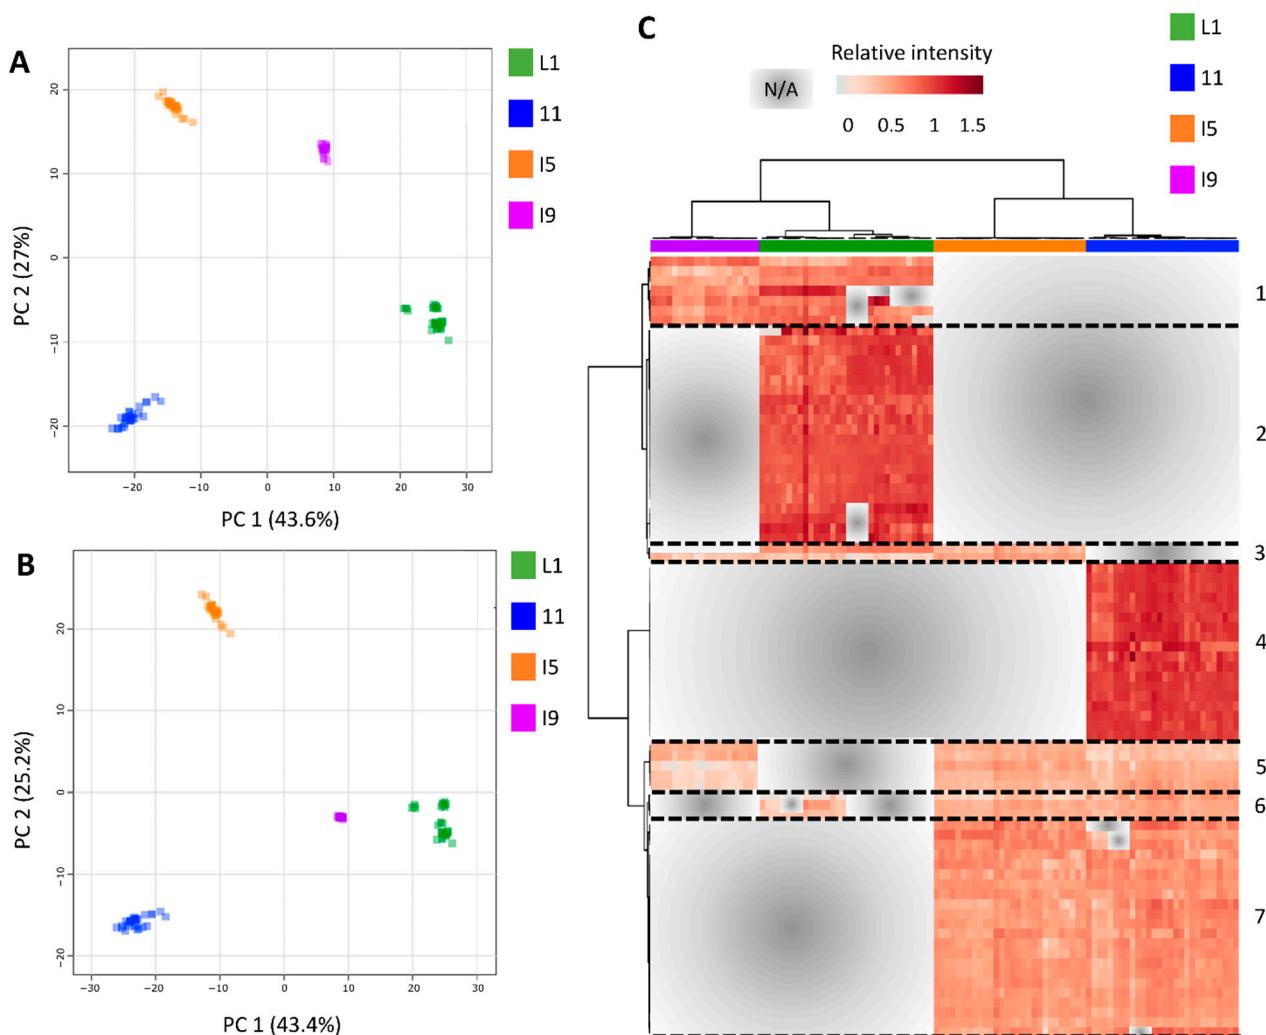 A
20
10
0
−10
−20
−20
−10
0
10
20
30
PC 2 (27%)
PC 1 (43.6%)
L1
11
I5
I9
B
20
10
0
−10
−20
−30
−20
−10
0
10
20
30
PC 2 (25.2%)
PC 1 (43.4%)
L1
11
I5
I9
C
Relative intensity
N/A
0 0.5 1 1.5
L1
11
I5
I9
1
2
3
4
5
6
7